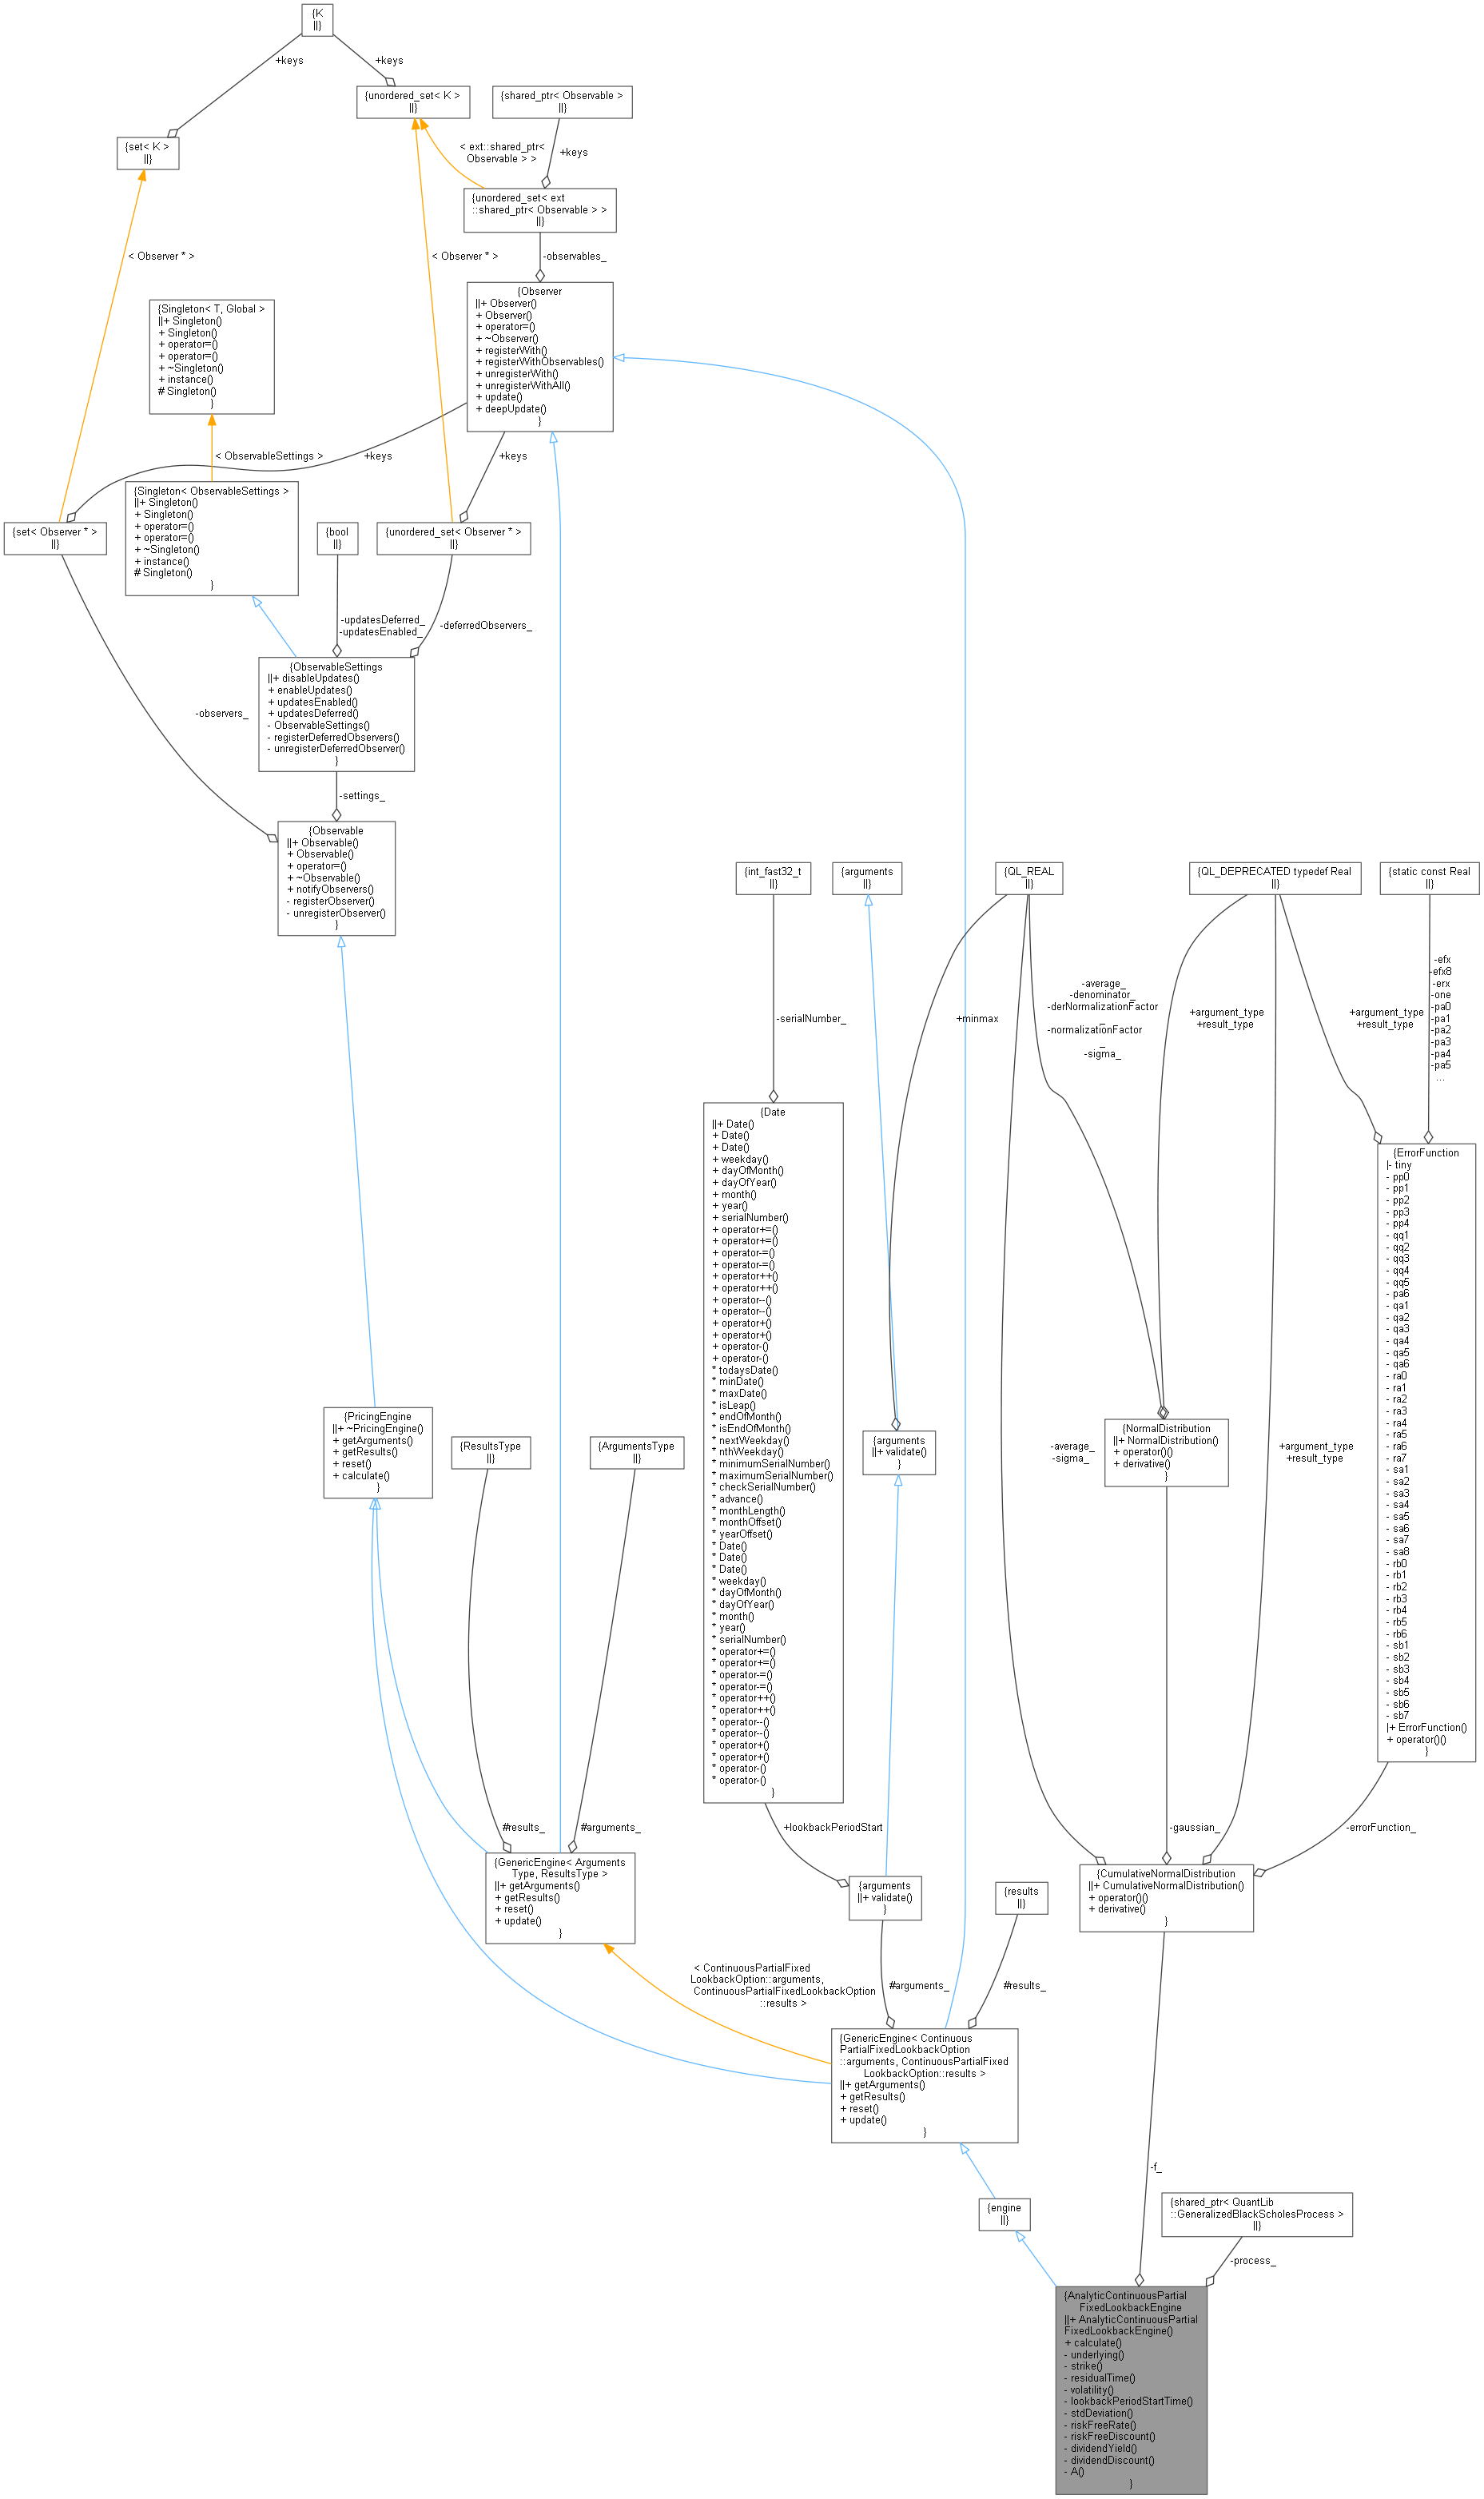 {K
||}
+keys
+keys
{unordered_set< K >
||}
{shared_ptr< Observable >
||}
{set< K >
||}
< ext::shared_ptr<
Observable > >
+keys
{unordered_set< ext
::shared_ptr< Observable > >
||}
< Observer * >
< Observer * >
-observables_
{Observer
||+ Observer()
+ Observer()
+ operator=()
+ ~Observer()
+ registerWith()
+ registerWithObservables()
+ unregisterWith()
+ unregisterWithAll()
+ update()
+ deepUpdate()
}
{Singleton< T, Global >
||+ Singleton()
+ Singleton()
+ operator=()
+ operator=()
+ ~Singleton()
+ instance()
# Singleton()
}
< ObservableSettings >
+keys
+keys
{Singleton< ObservableSettings >
||+ Singleton()
+ Singleton()
+ operator=()
+ operator=()
+ ~Singleton()
+ instance()
# Singleton()
}
{set< Observer * >
||}
{bool
||}
{unordered_set< Observer * >
||}
-updatesDeferred_
-updatesEnabled_
-deferredObservers_
{ObservableSettings
||+ disableUpdates()
+ enableUpdates()
+ updatesEnabled()
+ updatesDeferred()
- ObservableSettings()
- registerDeferredObservers()
- unregisterDeferredObserver()
}
-observers_
-settings_
{Observable
||+ Observable()
+ Observable()
+ operator=()
+ ~Observable()
+ notifyObservers()
- registerObserver()
- unregisterObserver()
}
{int_fast32_t
||}
{arguments
||}
{QL_REAL
||}
{QL_DEPRECATED typedef Real
||}
{static const Real
||}
-serialNumber_
+minmax
-average_
-denominator_
-derNormalizationFactor
_
-normalizationFactor
_
-sigma_
+argument_type
+result_type
+argument_type
+result_type
-efx
-efx8
-erx
-one
-pa0
-pa1
-pa2
-pa3
-pa4
-pa5
...
{Date
||+ Date()
+ Date()
+ Date()
+ weekday()
+ dayOfMonth()
+ dayOfYear()
+ month()
+ year()
+ serialNumber()
+ operator+=()
+ operator+=()
+ operator-=()
+ operator-=()
+ operator++()
+ operator++()
+ operator--()
+ operator--()
+ operator+()
+ operator+()
+ operator-()
+ operator-()
* todaysDate()
* minDate()
* maxDate()
* isLeap()
* endOfMonth()
* isEndOfMonth()
* nextWeekday()
* nthWeekday()
* minimumSerialNumber()
* maximumSerialNumber()
* checkSerialNumber()
* advance()
* monthLength()
* monthOffset()
* yearOffset()
* Date()
* Date()
* Date()
* weekday()
* dayOfMonth()
* dayOfYear()
* month()
* year()
* serialNumber()
* operator+=()
* operator+=()
* operator-=()
* operator-=()
* operator++()
* operator++()
* operator--()
* operator--()
* operator+()
* operator+()
* operator-()
* operator-()
}
{ErrorFunction
|- tiny
- pp0
- pp1
- pp2
- pp3
- pp4
- qq1
- qq2
- qq3
- qq4
- qq5
- pa6
- qa1
- qa2
- qa3
- qa4
- qa5
- qa6
- ra0
- ra1
- ra2
- ra3
- ra4
- ra5
- ra6
- ra7
- sa1
- sa2
- sa3
- sa4
- sa5
- sa6
- sa7
- sa8
- rb0
- rb1
- rb2
- rb3
- rb4
- rb5
- rb6
- sb1
- sb2
- sb3
- sb4
- sb5
- sb6
- sb7
|+ ErrorFunction()
+ operator()()
}
{PricingEngine
||+ ~PricingEngine()
+ getArguments()
+ getResults()
+ reset()
+ calculate()
}
{ResultsType
||}
{ArgumentsType
||}
{arguments
||+ validate()
}
{NormalDistribution
||+ NormalDistribution()
+ operator()()
+ derivative()
}
-average_
-sigma_
+argument_type
+result_type
#results_
#arguments_
+lookbackPeriodStart
-gaussian_
-errorFunction_
{GenericEngine< Arguments
Type, ResultsType >
||+ getArguments()
+ getResults()
+ reset()
+ update()
}
{arguments
||+ validate()
}
{results
||}
{CumulativeNormalDistribution
||+ CumulativeNormalDistribution()
+ operator()()
+ derivative()
}
< ContinuousPartialFixed
LookbackOption::arguments,
ContinuousPartialFixedLookbackOption
::results >
#arguments_
#results_
{GenericEngine< Continuous
PartialFixedLookbackOption
::arguments, ContinuousPartialFixed
LookbackOption::results >
||+ getArguments()
+ getResults()
+ reset()
+ update()
}
-f_
{engine
||}
{shared_ptr< QuantLib
::GeneralizedBlackScholesProcess >
||}
-process_
{AnalyticContinuousPartial
FixedLookbackEngine
||+ AnalyticContinuousPartial
FixedLookbackEngine()
+ calculate()
- underlying()
- strike()
- residualTime()
- volatility()
- lookbackPeriodStartTime()
- stdDeviation()
- riskFreeRate()
- riskFreeDiscount()
- dividendYield()
- dividendDiscount()
- A()
}